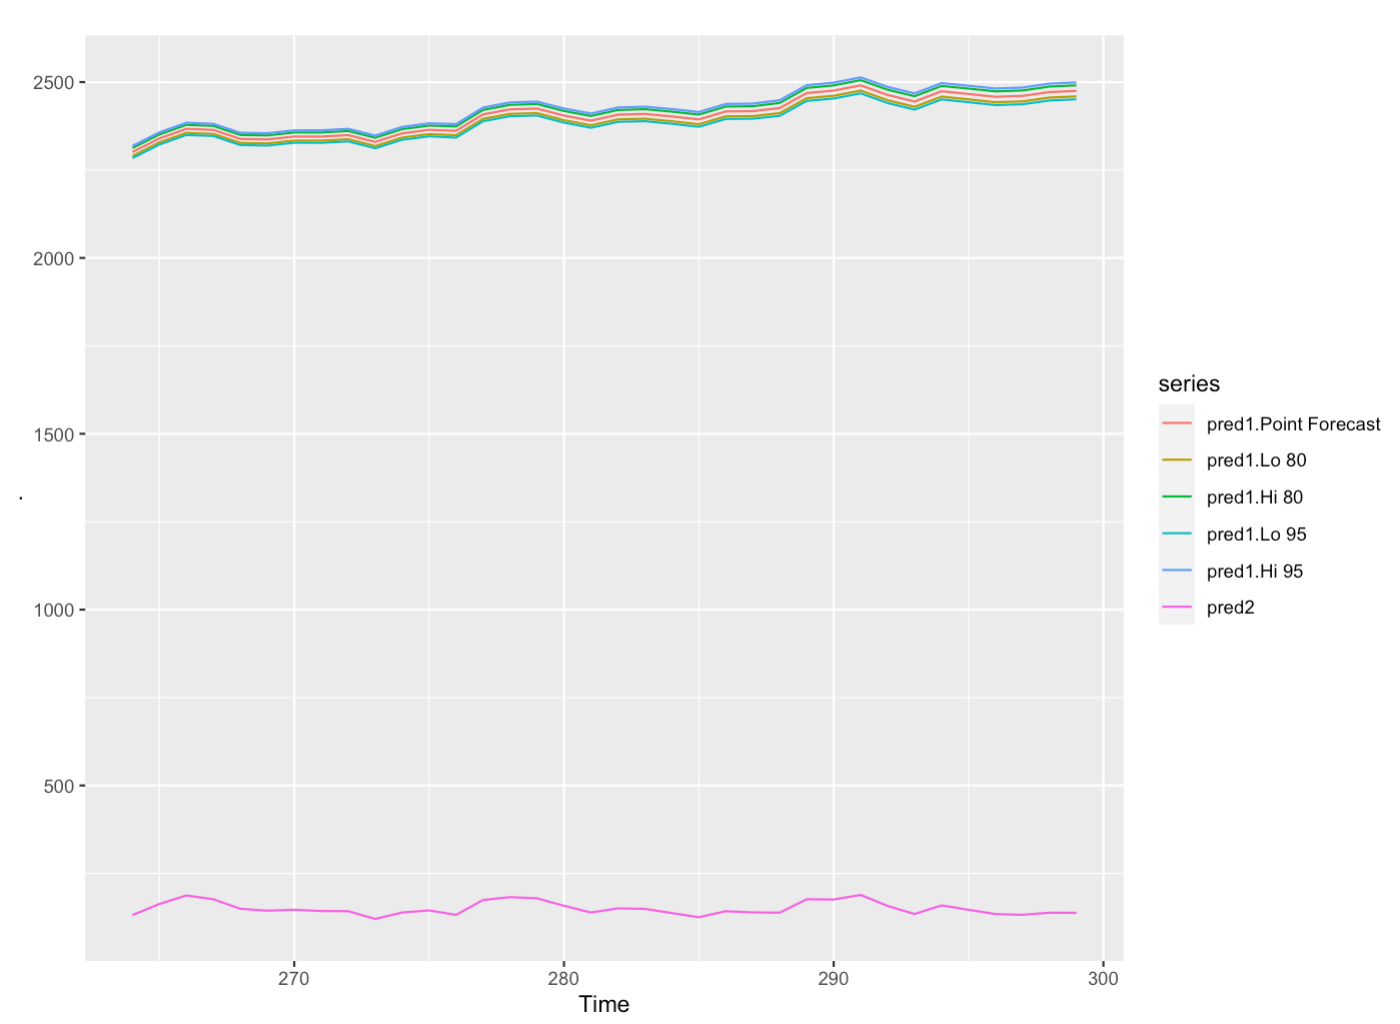 2500
2000
1500
1000
500
.
270
280
290
300
Time
series
pred1.Point Forecast
pred1.Lo 80
pred1.Hi 80
pred1.Lo 95
pred1.Hi 95
pred2